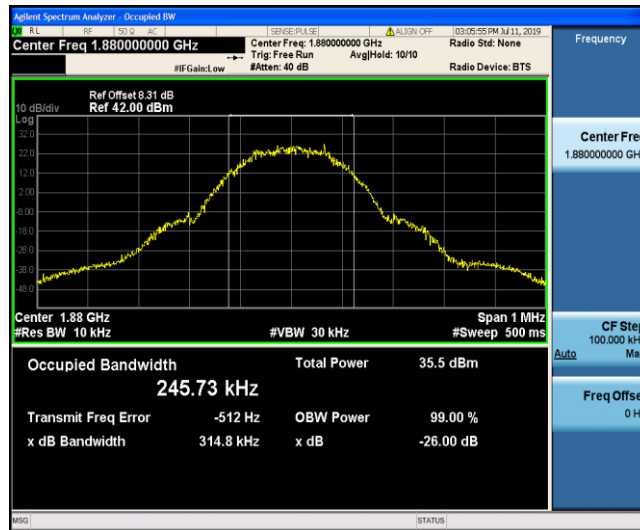 Agilent Spectrum Analyzer - Occupied BW
RL RF 50 Ω AC SENSE:PULSE ALIGN OFF 03:05:55 PM Jul 11, 2019
Center Freq 1.880000000 GHz Center Freq: 1.880000000 GHz Radio Std: None Frequency
Trig: Free Run Avg|Hold: 10/10
#IFGain:Low #Atten: 40 dB Radio Device: BTS
Ref Offset 8.31 dB
10 dB/div Ref 42.00 dBm
Log
32.0
22.0
12.0
2.00
-8.00
-18.0
-28.0
-38.0
-48.0
Center Fre
1.880000000 GH
Center 1.88 GHz Span 1 MHz
#Res BW 10 kHz #VBW 30 kHz #Sweep 500 ms
CF Ste
100.000 kH
Auto Ma
Occupied Bandwidth Total Power 35.5 dBm
245.73 kHz
Transmit Freq Error -512 Hz OBW Power 99.00 %
x dB Bandwidth 314.8 kHz x dB -26.00 dB
Freq Offse
0 H
MSG STATUS